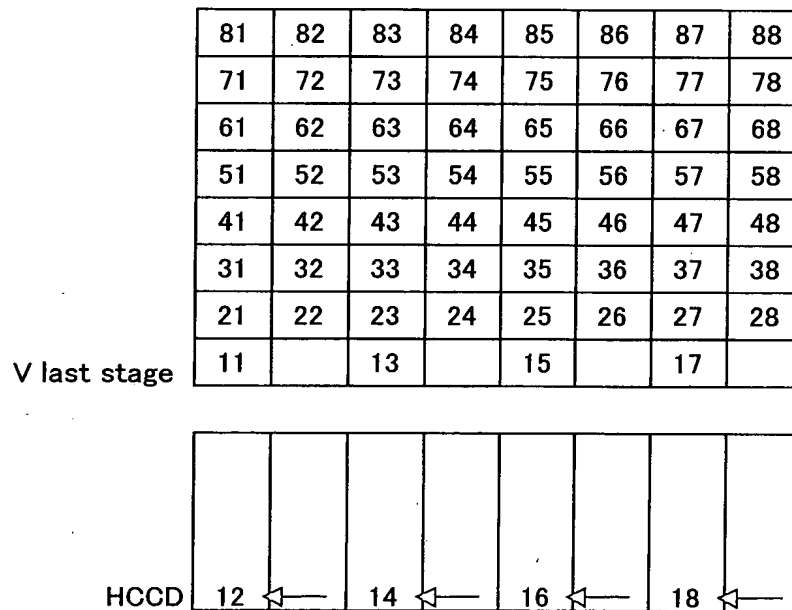 81 82 83 84 85 86 87 88
71 72 73 74 75 76 77 78
61 62 63 64 65 66 67 68
51 52 53 54 55 56 57 58
41 42 43 44 45 46 47 48
31 32 33 34 35 36 37 38
21 22 23 24 25 26 27 28
V last stage 11 13 15 17
HCCD 12 14 16 18